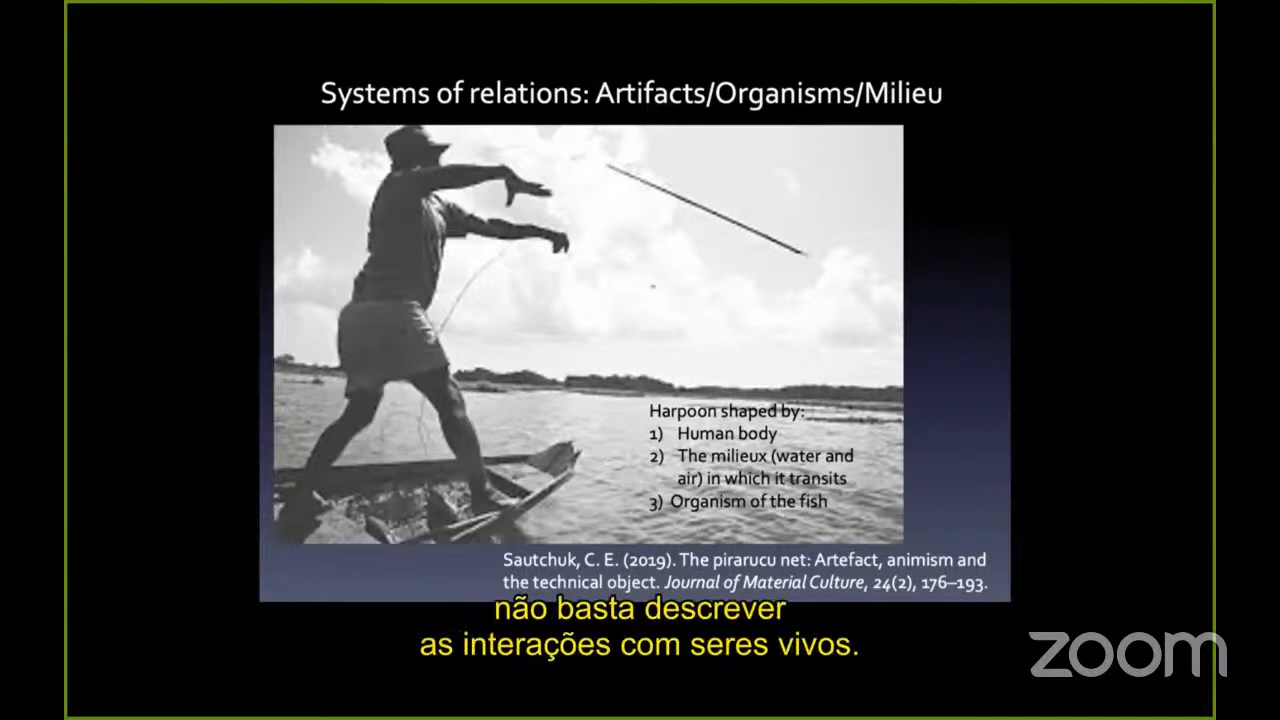 Systems of relations: Artifacts/Organisms/Milieu
Harpoon shaped by:
1) Human body
2) The milieux (water and
air) in which it transits
3) Organism of the fish
Sautchuk, C. E. (2019). The pirarucu net: Artefact, animism and
the technical object. Journal of Material Culture, 24(2), 176–193.
não basta descrever
as interações com seres vivos.
zoom